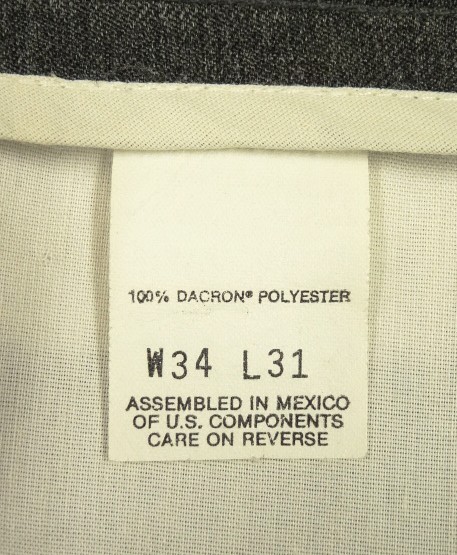 100% DACRON® POLYESTER
W34 L31
ASSEMBLED IN MEXICO
OF U.S. COMPONENTS
CARE ON REVERSE